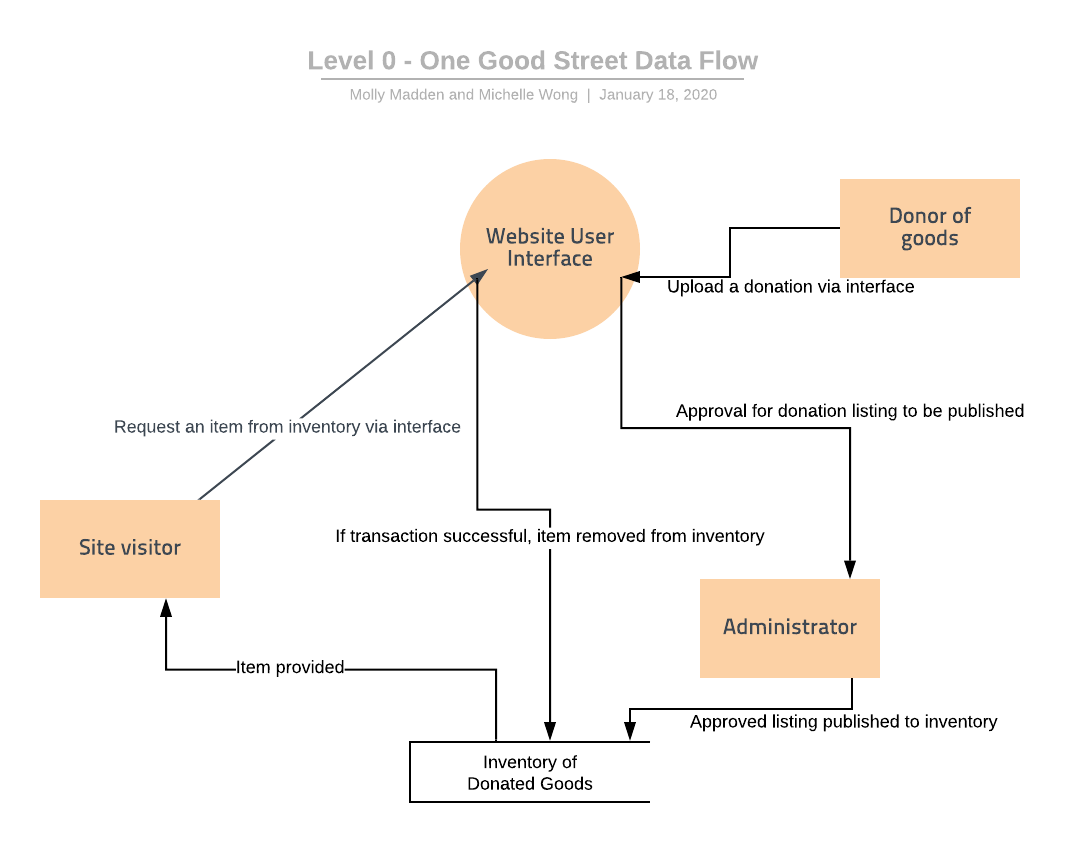 Level 0 - One Good Street Data Flow
Molly Madden and Michelle Wong | January 18, 2020
Website User
Interface
Donor of
goods
Upload a donation via interface
Approval for donation listing to be published
Request an item from inventory via interface
If transaction successful, item removed from inventory
Site visitor
Administrator
Item provided
Approved listing published to inventory
Inventory of
Donated Goods